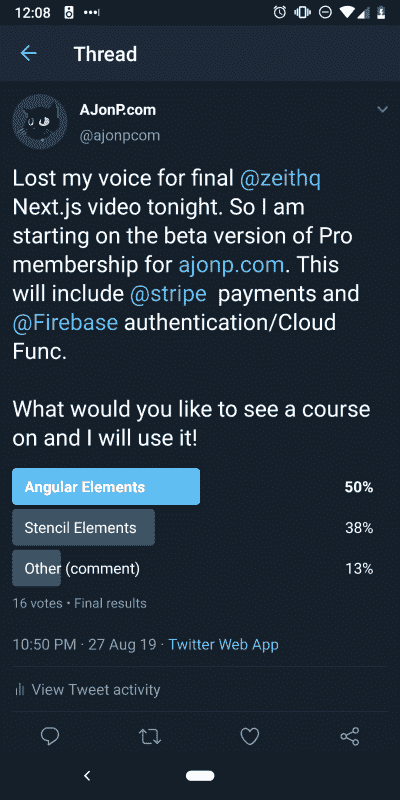 12:08
Thread
AJonP.com
@ajonpcom
Lost my voice for final @zeithq
Next.js video tonight. So I am
starting on the beta version of Pro
membership for ajonp.com. This
will include @stripe payments and
@Firebase authentication/Cloud
Func.
What would you like to see a course
on and I will use it!
Angular Elements 50%
Stencil Elements 38%
Other (comment) 13%
16 votes • Final results
10:50 PM · 27 Aug 19 · Twitter Web App
View Tweet activity